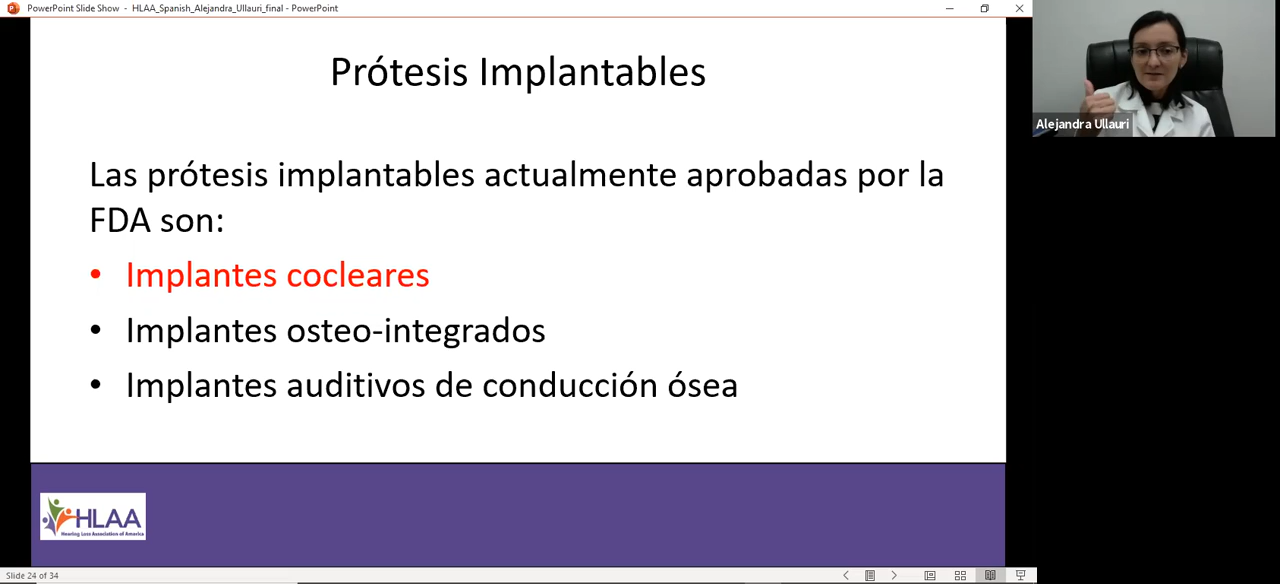 PowerPoint Slide Show - HLAA_Spanish_Alejandra_Ullauri_final - PowerPoint
Prótesis Implantables
Las prótesis implantables actualmente aprobadas por la
FDA son:
• Implantes cocleares
• Implantes osteo-integrados
• Implantes auditivos de conducción ósea
HLAA
Hearing Loss Association of America
Slide 24 of 34
Alejandra Ullauri